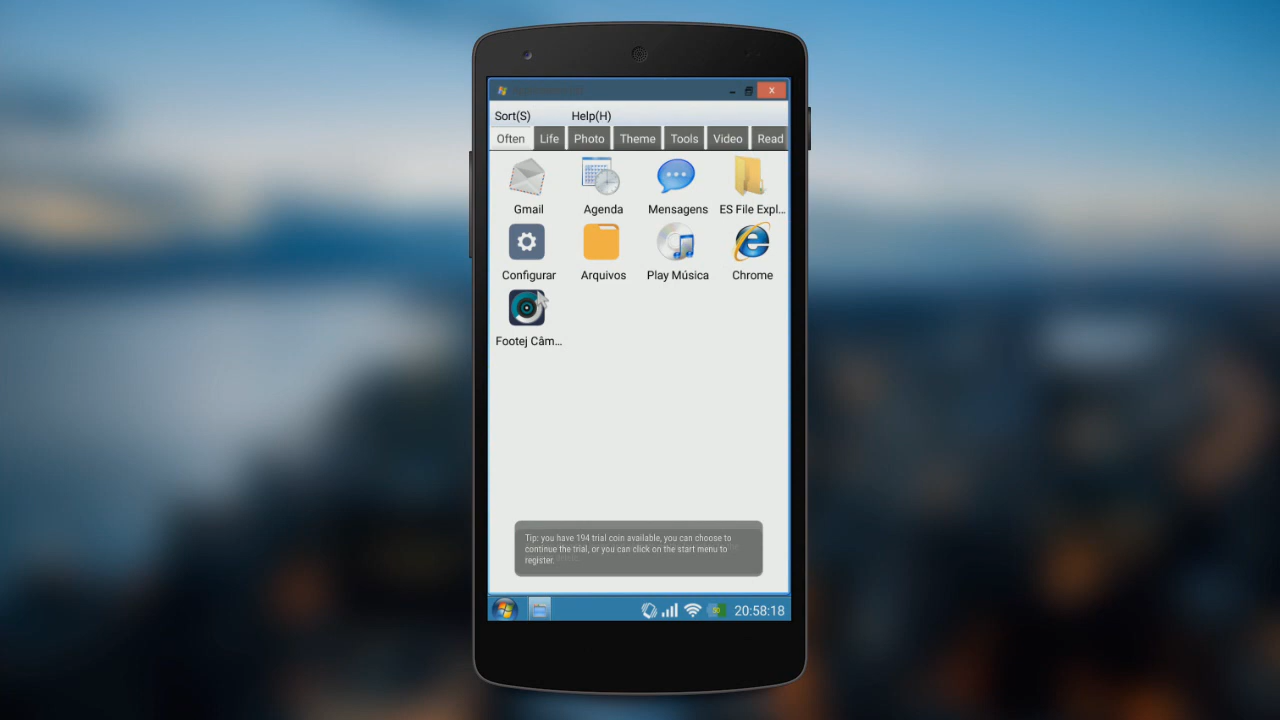 x
Sort(S) Help(H)
Often Life Photo Theme Tools Video Read
Gmail Agenda Mensagens ES File Expl...
Configurar Arquivos Play Música Chrome
Footej Câm...
Tip: you have 194 trial coin available, you can choose to
continue the trial, or you can click on the start menu to
register.
50 20:58:18